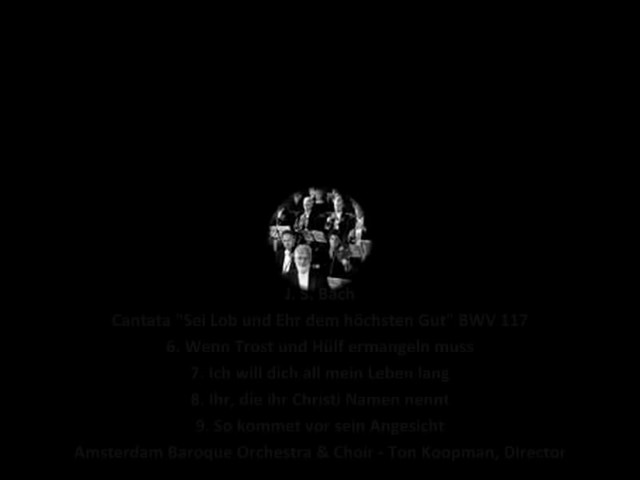 J. S. Bach
Cantata "Sei Lob und Ehr dem höchsten Gut" BWV 117
6. Wenn Trost und Hülf ermangeln muss
7. Ich will dich all mein Leben lang
8. Ihr, die ihr Christi Namen nennt
9. So kommet vor sein Angesicht
Amsterdam Baroque Orchestra & Choir - Ton Koopman, Director